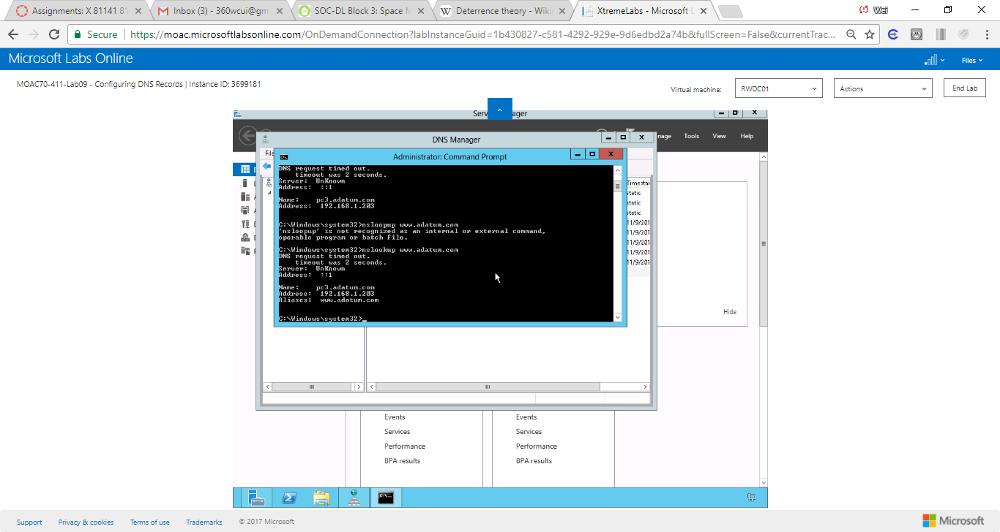 Assignments: X 81141 81
Inbox (3) - 360wcui@gm
SOC-DL Block 3: Space M
Deterrence theory - Wiki
XtremeLabs - Microsoft L
Wei
Secure
https://moac.microsoftlabsonline.com/OnDemandConnection?labInstanceGuid=1b430827-c581-4292-929e-9d6edbd2a74b&fullScreen=False&currentTrac...
Microsoft Labs Online
Files
MOAC70-411-Lab09 - Configuring DNS Records | Instance ID: 3699181
Virtual machine:
RWDC01
Actions
End Lab
Serv
ager
nage
Tools
View
Help
DNS Manager
File
Administrator: Command Prompt
DNS request timed out.
timeout was 2 seconds.
Server: UnKnown
Address: ::1
Name: pc3.adatum.com
Address: 192.168.1.203
C:\Windows\system32>nsloopup www.adatum.com
'nsloopup' is not recognized as an internal or external command,
operable program or batch file.
C:\Windows\system32>nslookup www.adatum.com
DNS request timed out.
timeout was 2 seconds.
Server: UnKnown
Address: ::1
Name: pc3.adatum.com
Address: 192.168.1.203
Aliases: www.adatum.com
C:\Windows\system32>_
Timestar
static
static
static
11/9/201
11/9/201
11/9/201
11/9/201
11/9/201
Hide
Events
Services
Performance
BPA results
Events
Services
Performance
BPA results
Support
Privacy & cookies
Terms of use
Trademarks
© 2017 Microsoft
Microsoft